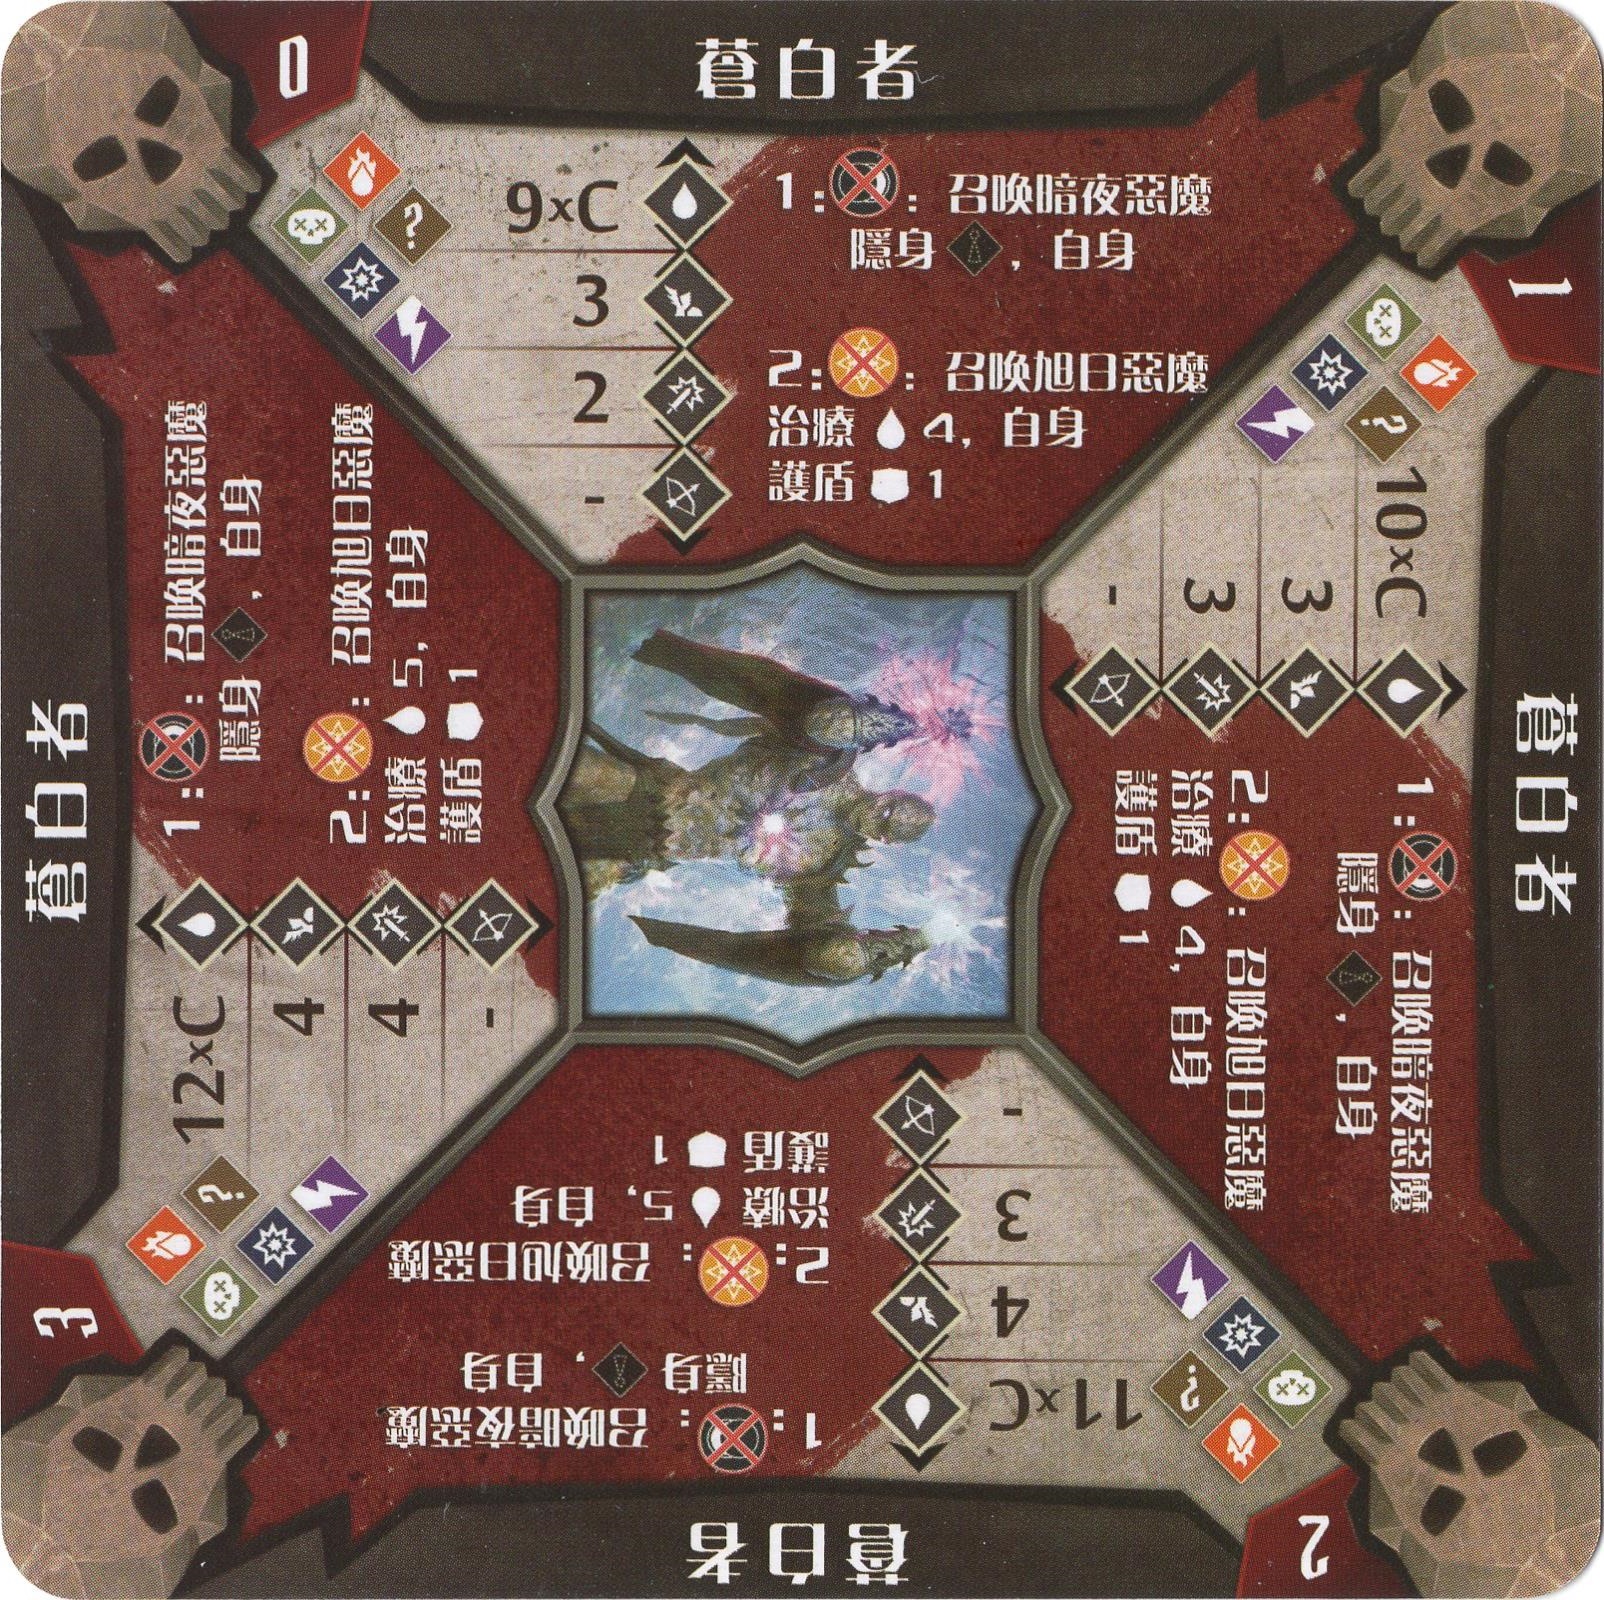 0
蒼白者
9xC
3
2
-
1: : 召喚暗夜惡魔
隱身 , 自身
2: : 召喚旭日惡魔
治療 4, 自身
護盾 1
1
蒼白者
10xC
3
3
-
1: : 召喚暗夜惡魔
隱身 , 自身
2: : 召喚旭日惡魔
治療 4, 自身
護盾 1
2
蒼白者
11xC
4
3
-
1: : 召喚暗夜惡魔
隱身 , 自身
2: : 召喚旭日惡魔
治療 5, 自身
護盾 1
3
蒼白者
12xC
4
4
-
1: : 召喚暗夜惡魔
隱身 , 自身
2: : 召喚旭日惡魔
治療 5, 自身
護盾 1